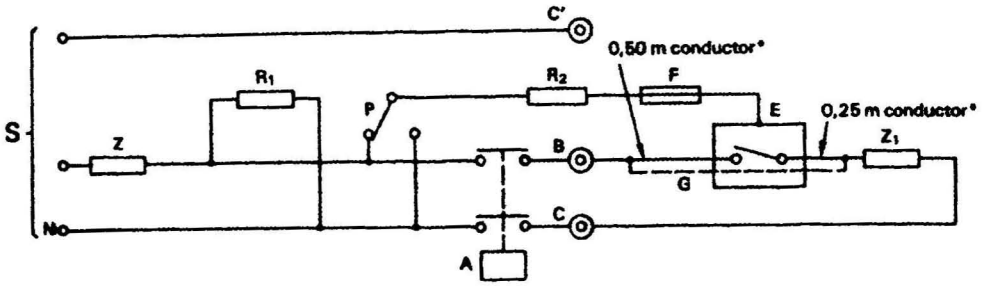 C'
0,50 m conductor*
R₁
R₂
F
P
E
0,25 m conductor*
S
Z
B
Z₁
G
N
C
A